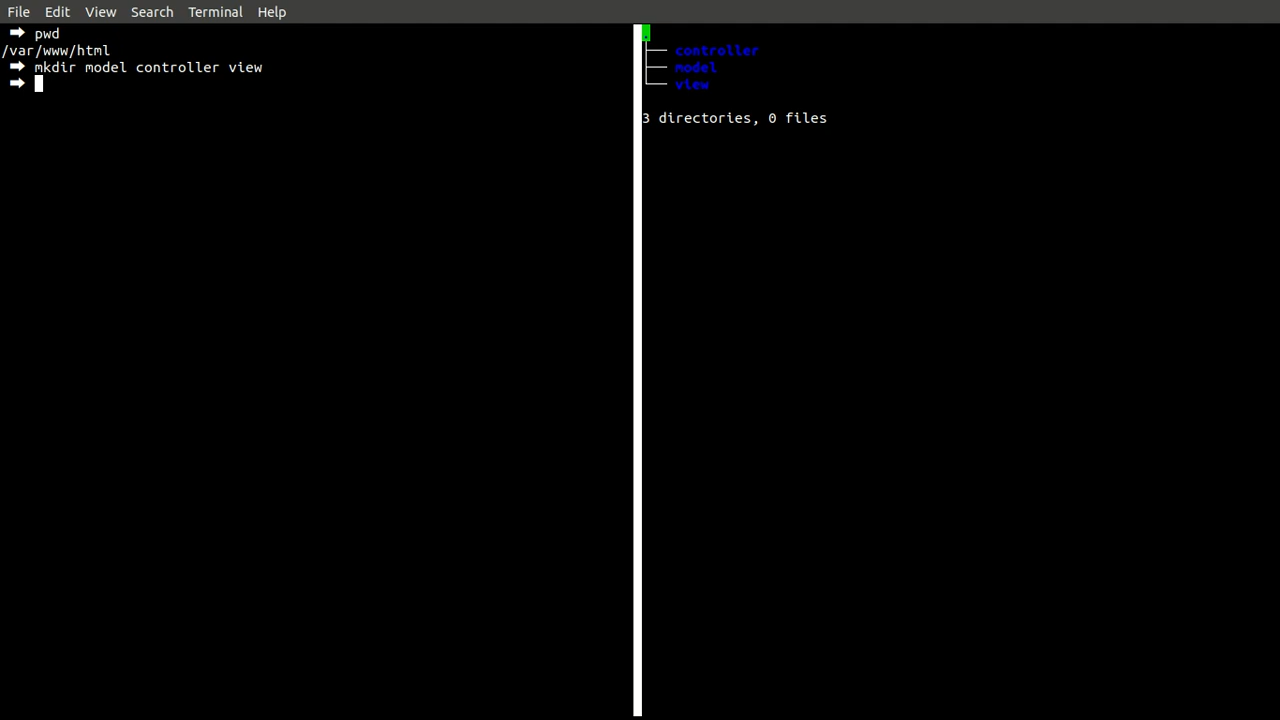 File Edit View Search Terminal Help
➡ pwd
/var/www/html
➡ mkdir model controller view
➡
.
├── controller
├── model
└── view
3 directories, 0 files